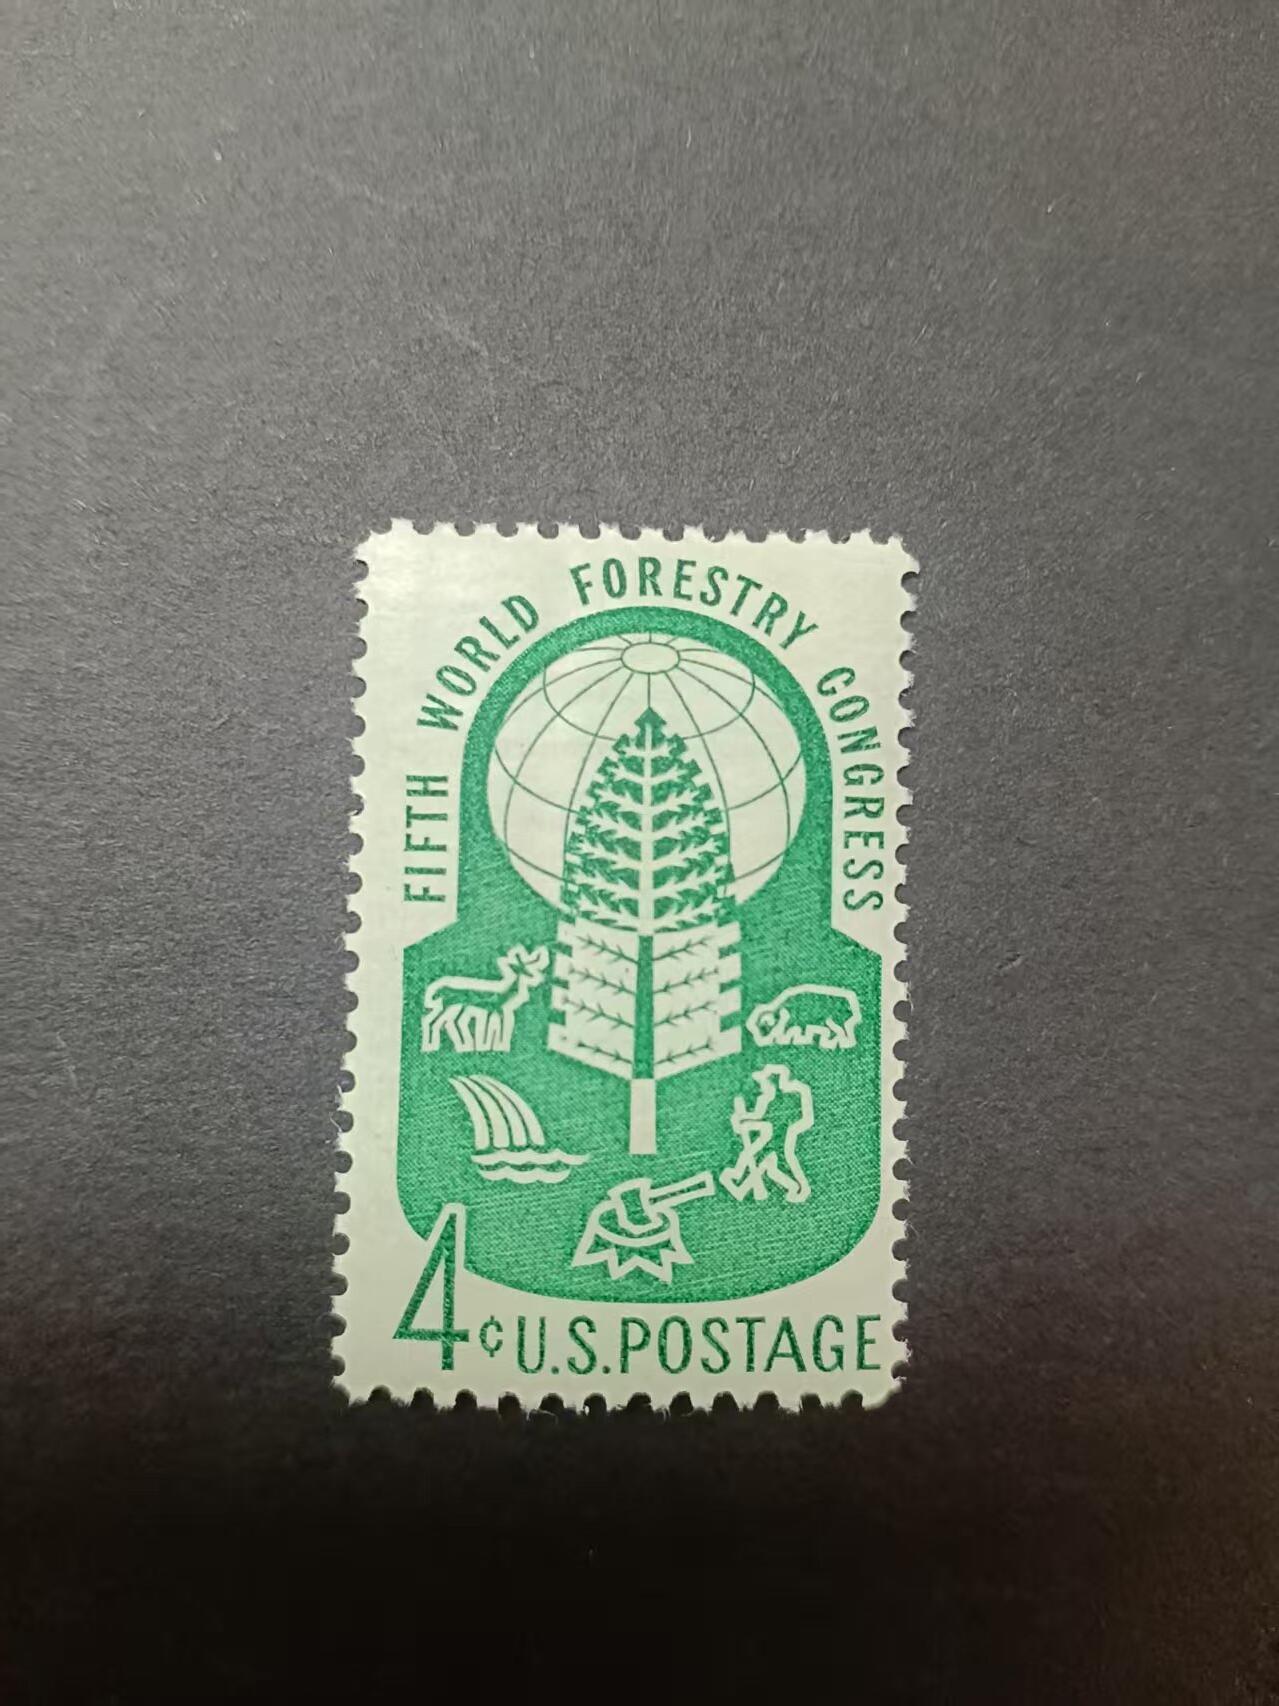 FIFTH WORLD FORESTRY CONGRESS
4¢ U.S. POSTAGE